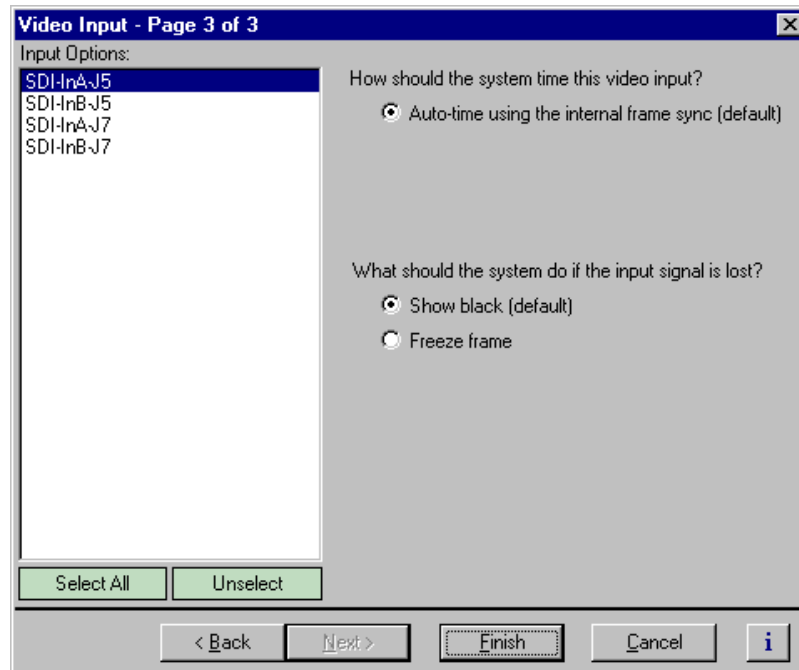 Video Input - Page 3 of 3
Input Options:
SDI-InA-J5
SDI-InB-J5
SDI-InA-J7
SDI-InB-J7
How should the system time this video input?
Auto-time using the internal frame sync (default)
What should the system do if the input signal is lost?
Show black (default)
Freeze frame
Select All Unselect
< Back Next > Finish Cancel i